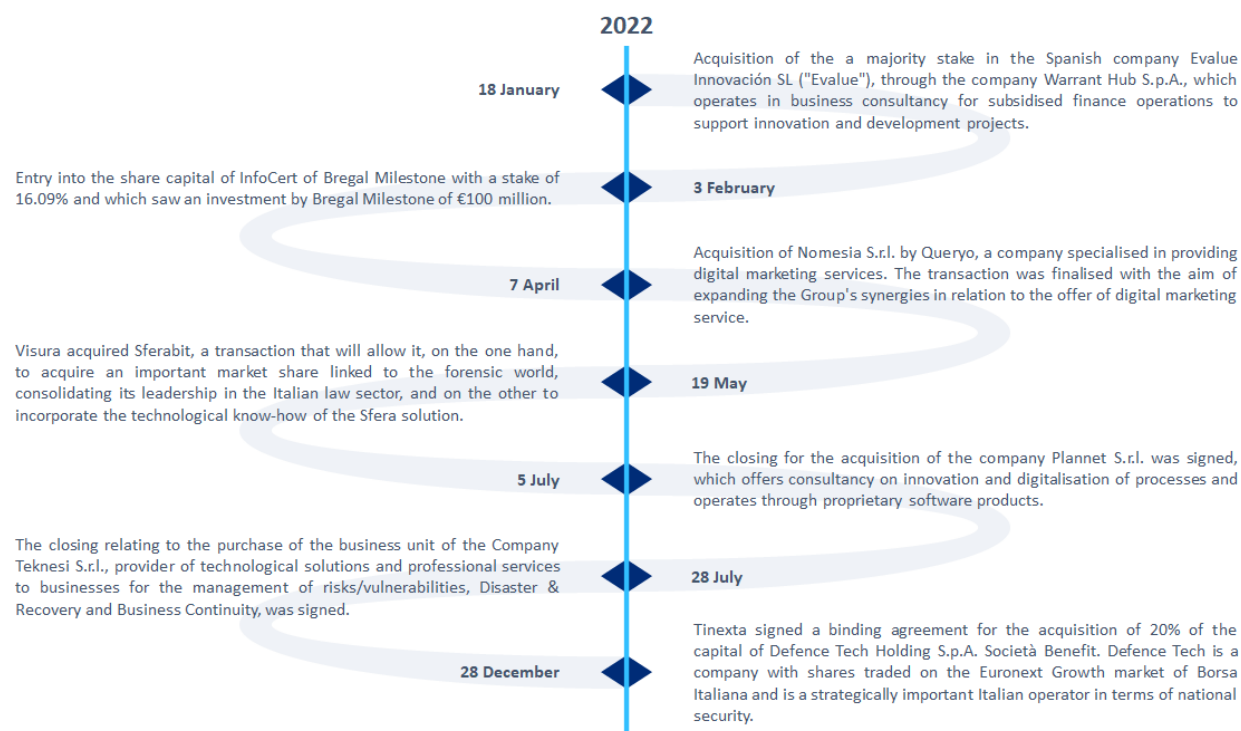 2022
18 January
Acquisition of the a majority stake in the Spanish company Evalue
Innovación SL ("Evalue"), through the company Warrant Hub S.p.A., which
operates in business consultancy for subsidised finance operations to
support innovation and development projects.
Entry into the share capital of InfoCert of Bregal Milestone with a stake of
16.09% and which saw an investment by Bregal Milestone of €100 million.
3 February
7 April
Acquisition of Nomesia S.r.l. by Queryo, a company specialised in providing
digital marketing services. The transaction was finalised with the aim of
expanding the Group's synergies in relation to the offer of digital marketing
service.
Visura acquired Sferabit, a transaction that will allow it, on the one hand,
to acquire an important market share linked to the forensic world,
consolidating its leadership in the Italian law sector, and on the other to
incorporate the technological know-how of the Sfera solution.
19 May
5 July
The closing for the acquisition of the company Plannet S.r.l. was signed,
which offers consultancy on innovation and digitalisation of processes and
operates through proprietary software products.
The closing relating to the purchase of the business unit of the Company
Teknesi S.r.l., provider of technological solutions and professional services
to businesses for the management of risks/vulnerabilities, Disaster &
Recovery and Business Continuity, was signed.
28 July
28 December
Tinexta signed a binding agreement for the acquisition of 20% of the
capital of Defence Tech Holding S.p.A. Società Benefit. Defence Tech is a
company with shares traded on the Euronext Growth market of Borsa
Italiana and is a strategically important Italian operator in terms of national
security.